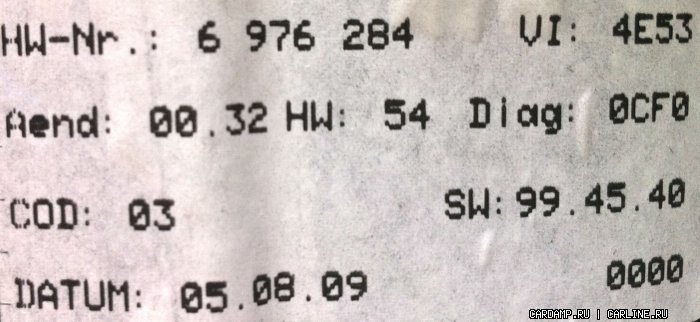 HW-Nr.: 6 976 284 VI: 4E53
Aend: 00.32 HW: 54 Diag: 0CF0
COD: 03 SW: 99.45.40
DATUM: 05.08.09 0000
CARDAMP.RU | CARLINE.RU